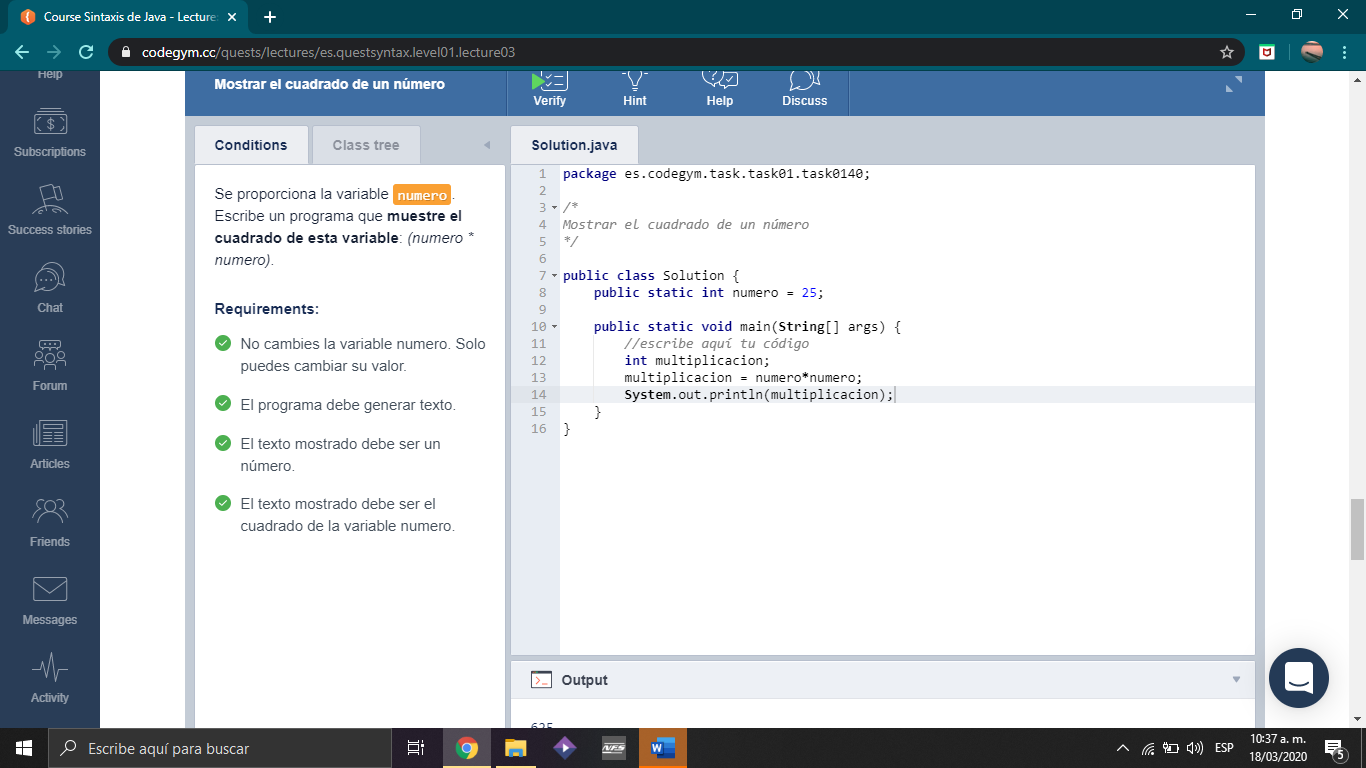 Course Sintaxis de Java - Lecture:
codegym.cc/quests/lectures/es.questsyntax.level01.lecture03
Help
Subscriptions
Success stories
Chat
Forum
Articles
Friends
Messages
Activity
Mostrar el cuadrado de un número
Verify
Hint
Help
Discuss
Conditions
Class tree
Se proporciona la variable numero.
Escribe un programa que muestre el
cuadrado de esta variable: (numero *
numero).
Requirements:
No cambies la variable numero. Solo
puedes cambiar su valor.
El programa debe generar texto.
El texto mostrado debe ser un
número.
El texto mostrado debe ser el
cuadrado de la variable numero.
Solution.java
1 package es.codegym.task.task01.task0140;
2
3 /*
4 Mostrar el cuadrado de un número
5 */
6
7 public class Solution {
8 public static int numero = 25;
9
10 public static void main(String[] args) {
11 //escribe aquí tu código
12 int multiplicacion;
13 multiplicacion = numero*numero;
14 System.out.println(multiplicacion);
15 }
16 }
Output
625
Escribe aquí para buscar
NFS
ESP
10:37 a. m.
18/03/2020
5